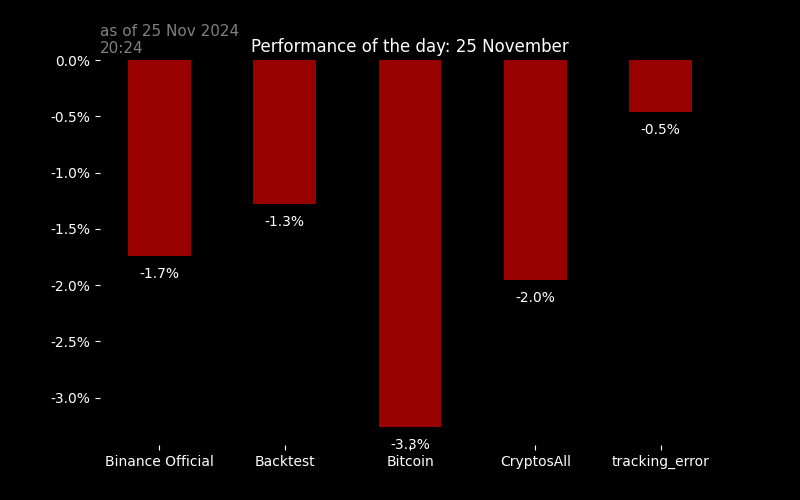 as of 25 Nov 2024
20:24
Performance of the day: 25 November
0.0%
-0.5%
-1.0%
-1.5%
-2.0%
-2.5%
-3.0%
-1.7%
-1.3%
-3.3%
-2.0%
-0.5%
Binance Official
Backtest
Bitcoin
CryptosAll
tracking_error